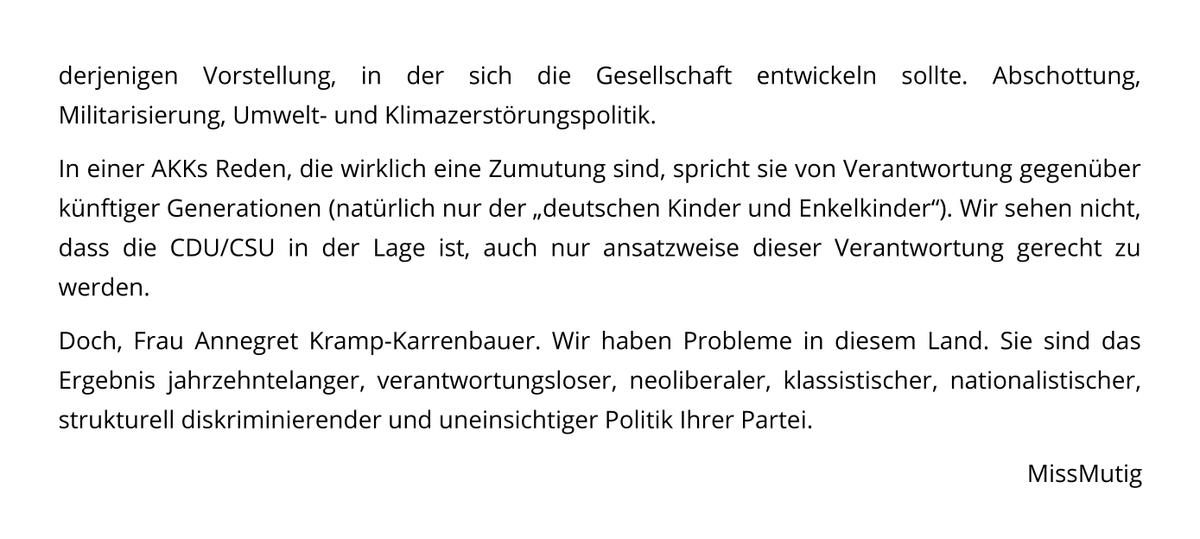 derjenigen Vorstellung, in der sich die Gesellschaft entwickeln sollte. Abschottung,
Militarisierung, Umwelt- und Klimazerstörungspolitik.
In einer AKKs Reden, die wirklich eine Zumutung sind, spricht sie von Verantwortung gegenüber
künftiger Generationen (natürlich nur der „deutschen Kinder und Enkelkinder“). Wir sehen nicht,
dass die CDU/CSU in der Lage ist, auch nur ansatzweise dieser Verantwortung gerecht zu
werden.
Doch, Frau Annegret Kramp-Karrenbauer. Wir haben Probleme in diesem Land. Sie sind das
Ergebnis jahrzehntelanger, verantwortungsloser, neoliberaler, klassistischer, nationalistischer,
strukturell diskriminierender und uneinsichtiger Politik Ihrer Partei.
MissMutig